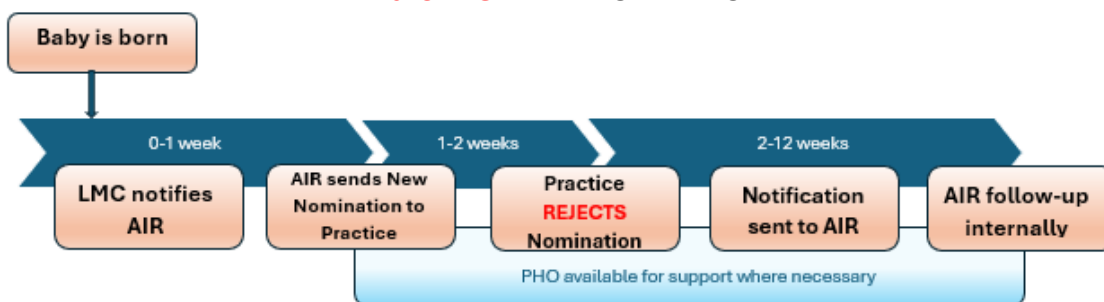 Baby is born
0-1 week
1-2 weeks
2-12 weeks
LMC notifies
AIR
AIR sends New
Nomination to
Practice
Practice
REJECTS
Nomination
Notification
sent to AIR
AIR follow-up
internally
PHO available for support where necessary